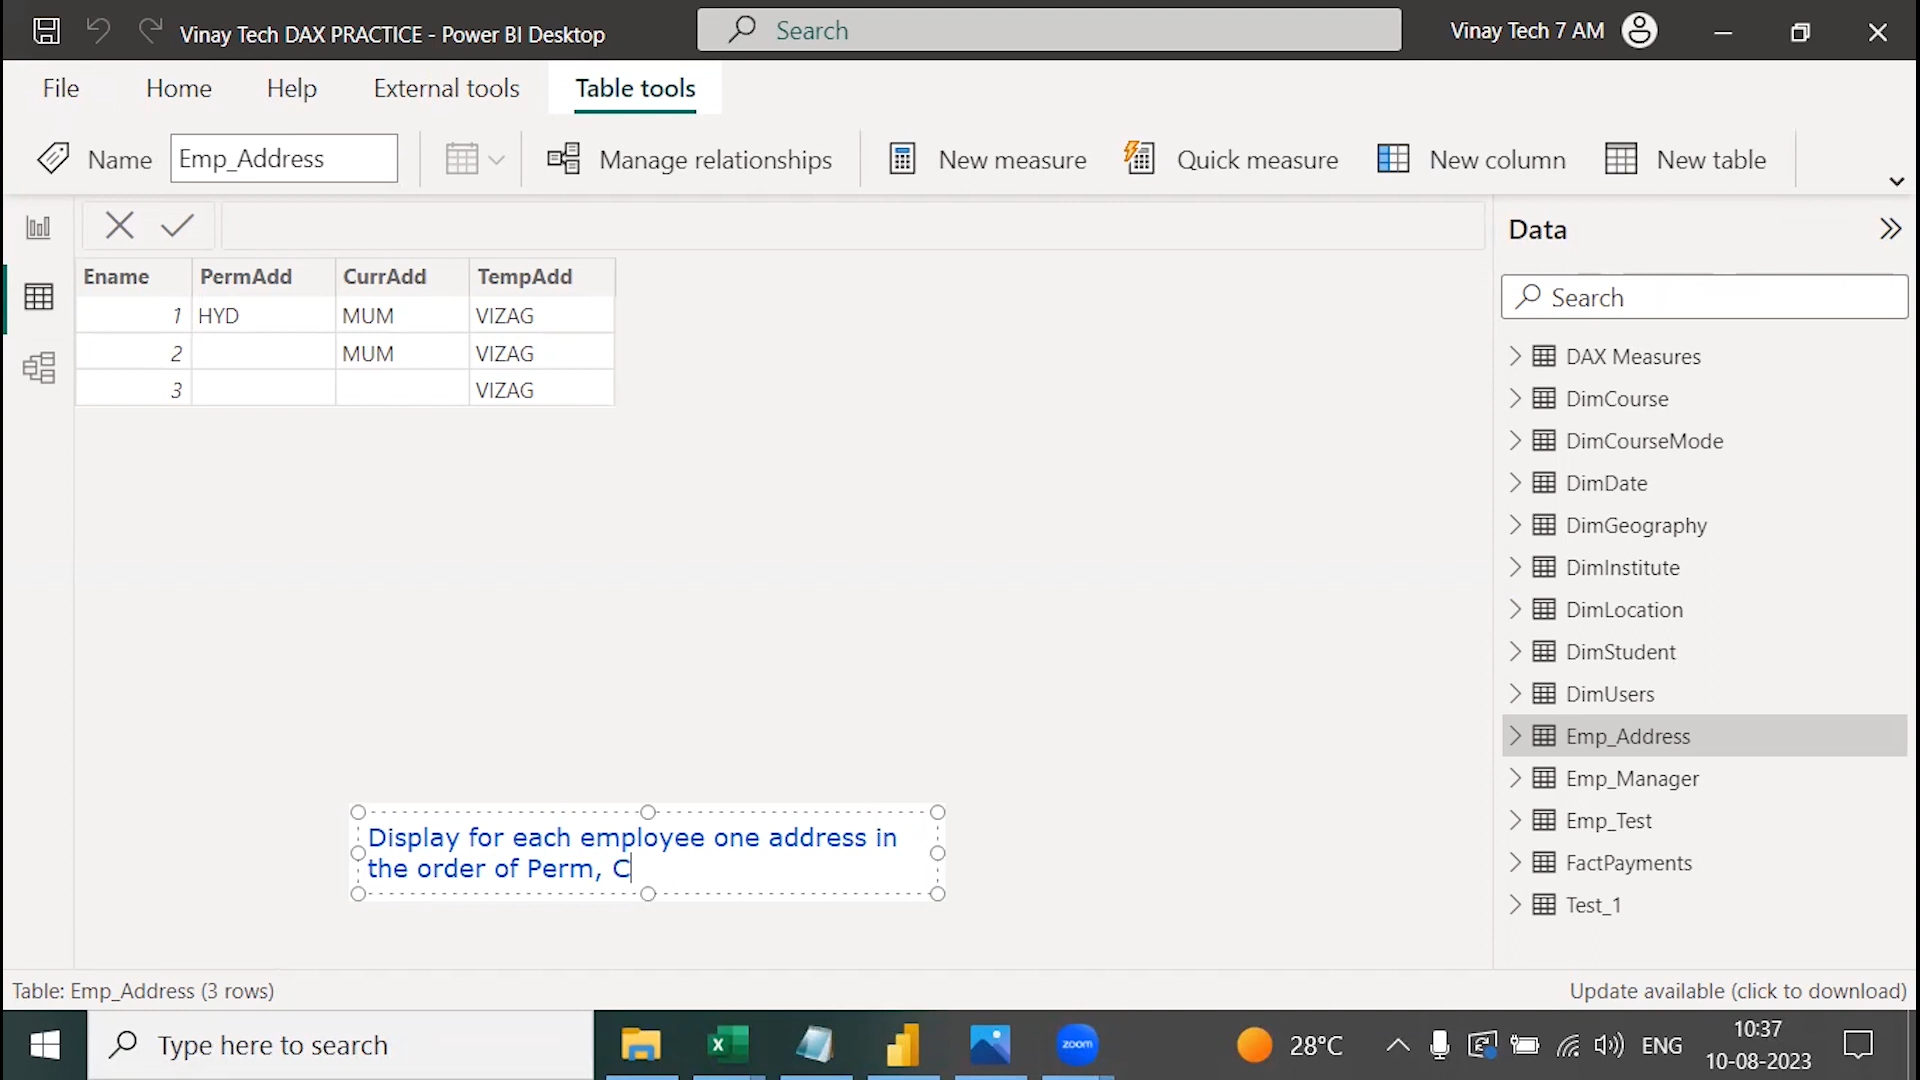 Vinay Tech DAX PRACTICE - Power BI Desktop
Search
Vinay Tech 7 AM
File
Home
Help
External tools
Table tools
Name
Emp_Address
Manage relationships
New measure
Quick measure
New column
New table
Ename PermAdd CurrAdd TempAdd
1 HYD MUM VIZAG
2 MUM VIZAG
3 VIZAG
Display for each employee one address in
the order of Perm, C
Data
Search
DAX Measures
DimCourse
DimCourseMode
DimDate
DimGeography
DimInstitute
DimLocation
DimStudent
DimUsers
Emp_Address
Emp_Manager
Emp_Test
FactPayments
Test_1
Table: Emp_Address (3 rows)
Update available (click to download)
Type here to search
zoom
28°C
ENG
10:37
10-08-2023